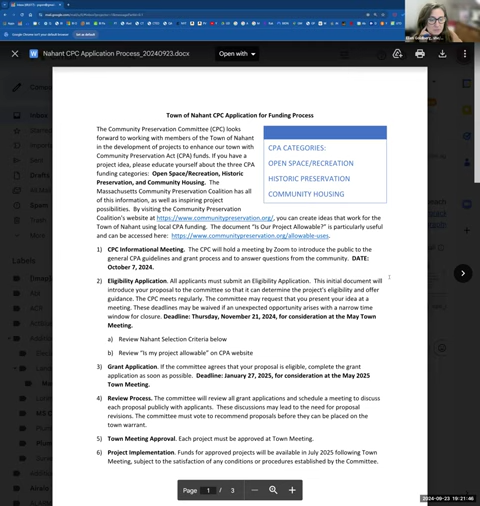 Nahant CPC Application Process_20240923.docx
Open with
Town of Nahant CPC Application for Funding Process
The Community Preservation Committee (CPC) looks
forward to working with members of the Town of Nahant
in the development of projects to enhance our town with
Community Preservation Act (CPA) funds. If you have a
project idea, please educate yourself about the three CPA
funding categories: Open Space/Recreation, Historic
Preservation, and Community Housing. The
Massachusetts Community Preservation Coalition has all
of this information, as well as inspiring project
possibilities. By visiting the Community Preservation
CPA CATEGORIES:
OPEN SPACE/RECREATION
HISTORIC PRESERVATION
COMMUNITY HOUSING
Coalition's website at https://www.communitypreservation.org/, you can create ideas that work for the
Town of Nahant using local CPA funding. The document "Is Our Project Allowable?" is particularly useful
and can be accessed here: https://www.communitypreservation.org/allowable-uses.
1) CPC Informational Meeting. The CPC will hold a meeting by Zoom to introduce the public to the
general CPA guidelines and grant process and to answer questions from the community. DATE:
October 7, 2024.
2) Eligibility Application. All applicants must submit an Eligibility Application. This initial document will
introduce your proposal to the committee so that it can determine the project's eligibility and offer
guidance. The CPC meets regularly. The committee may request that you present your idea at a
meeting. These deadlines may be waived if an unexpected opportunity arises with a narrow time
window for closure. Deadline: Thursday, November 21, 2024, for consideration at the May Town
Meeting.
a) Review Nahant Selection Criteria below
b) Review "Is my project allowable" on CPA website
3) Grant Application. If the committee agrees that your proposal is eligible, complete the grant
application as soon as possible. Deadline: January 27, 2025, for consideration at the May 2025
Town Meeting.
4) Review Process. The committee will review all grant applications and schedule a meeting to discuss
each proposal publicly with applicants. These discussions may lead to the need for proposal
revisions. The committee must vote to recommend proposals before they can be placed on the
town warrant.
5) Town Meeting Approval. Each project must be approved at Town Meeting.
6) Project Implementation. Funds for approved projects will be available in July 2025 following Town
Meeting, subject to the satisfaction of any conditions or procedures established by the Committee.
Page 1 / 3
2024-09-23 19:21:46